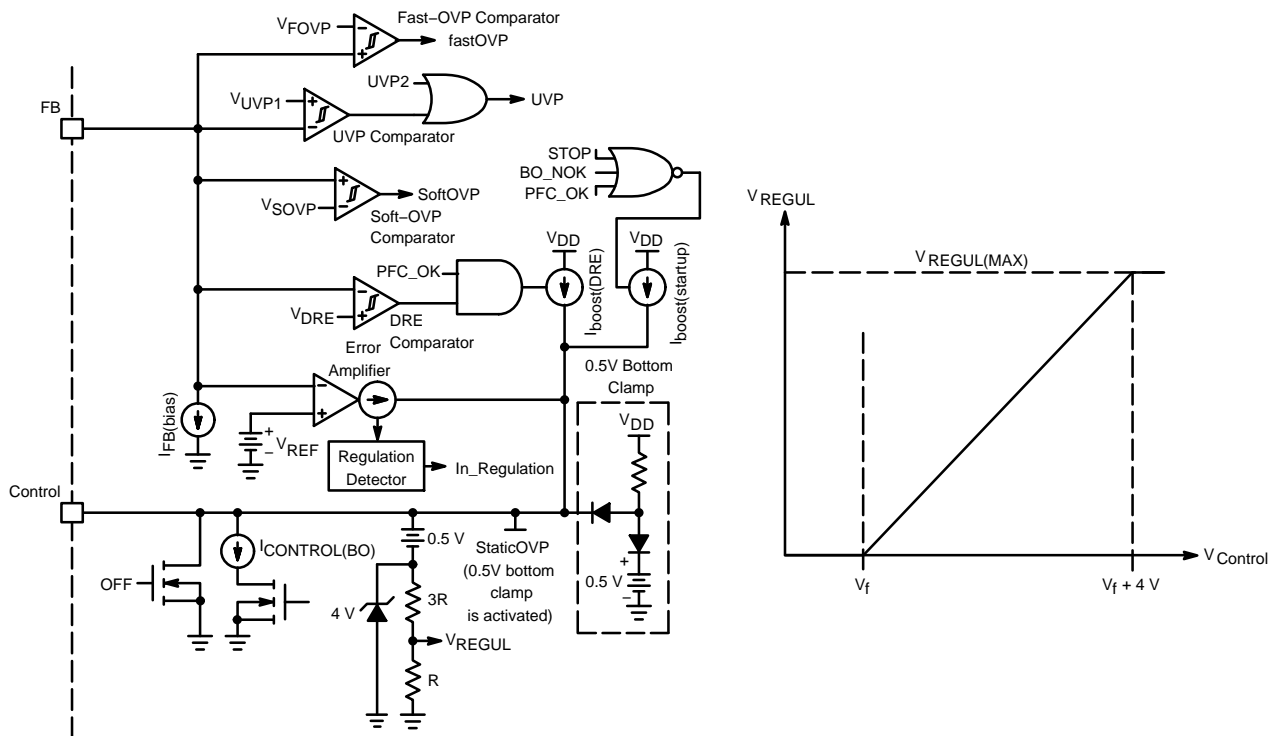 VFOVP
Fast–OVP Comparator
fastOVP
FB
VUVP1
UVP2
UVP
UVP Comparator
STOP
BO_NOK
PFC_OK
SoftOVP
VSOVP
Soft–OVP
Comparator
VDD
VDD
PFC_OK
Iboost(DRE)
Iboost(startup)
VDRE
DRE
Comparator
Error
Amplifier
0.5V Bottom
Clamp
IFB(bias)
VREF
VDD
Regulation
Detector
In_Regulation
Control
ICONTROL(BO)
0.5 V
StaticOVP
(0.5V bottom
clamp
is activated)
OFF
4 V
3R
0.5 V
VREGUL
R
VREGUL
VREGUL(MAX)
VControl
Vf
Vf + 4 V